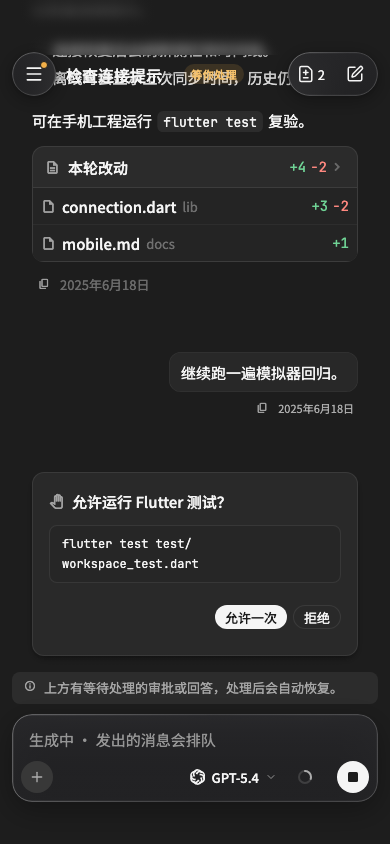 检查连接提示
等你处理
2
可在手机工程运行 flutter test 复验。
本轮改动
+4 -2
connection.dart lib
+3 -2
mobile.md docs
+1
2025年6月18日
继续跑一遍模拟器回归。
2025年6月18日
允许运行 Flutter 测试?
flutter test test/
workspace_test.dart
允许一次
拒绝
上方有等待处理的审批或回答，处理后会自动恢复。
生成中 • 发出的消息会排队
GPT-5.4